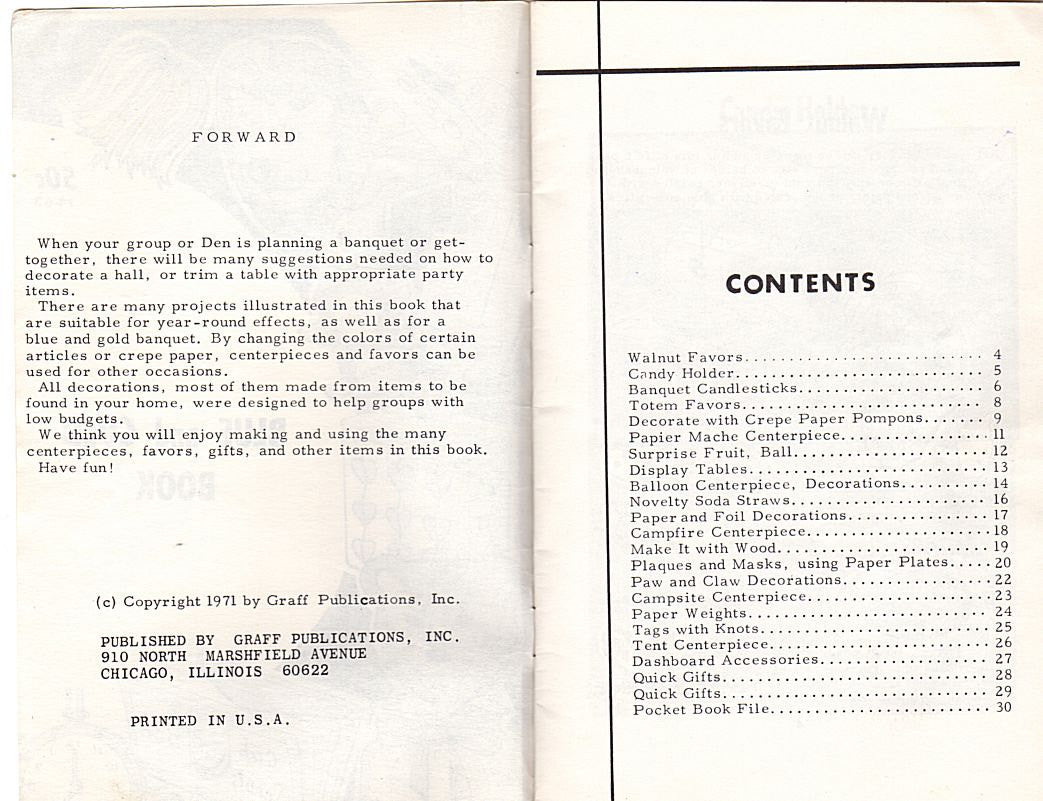 FORWARD
When your group or Den is planning a banquet or get-
together, there will be many suggestions needed on how to
decorate a hall, or trim a table with appropriate party
items.
There are many projects illustrated in this book that
are suitable for year-round effects, as well as for a
blue and gold banquet. By changing the colors of certain
articles or crepe paper, centerpieces and favors can be
used for other occasions.
All decorations, most of them made from items to be
found in your home, were designed to help groups with
low budgets.
We think you will enjoy making and using the many
centerpieces, favors, gifts, and other items in this book.
Have fun!
(c) Copyright 1971 by Graff Publications, Inc.
PUBLISHED BY GRAFF PUBLICATIONS, INC.
910 NORTH MARSHFIELD AVENUE
CHICAGO, ILLINOIS 60622
PRINTED IN U.S.A.
CONTENTS
Walnut Favors........................... 4
Candy Holder............................ 5
Banquet Candlesticks..................... 6
Totem Favors........................... 8
Decorate with Crepe Paper Pompons....... 9
Papier Mache Centerpiece................ 11
Surprise Fruit, Ball...................... 12
Display Tables........................... 13
Balloon Centerpiece, Decorations.......... 14
Novelty Soda Straws...................... 16
Paper and Foil Decorations................ 17
Campfire Centerpiece..................... 18
Make It with Wood........................ 19
Plaques and Masks, using Paper Plates..... 20
Paw and Claw Decorations................ 22
Campsite Centerpiece..................... 23
Paper Weights........................... 24
Tags with Knots.......................... 25
Tent Centerpiece......................... 26
Dashboard Accessories................... 27
Quick Gifts.............................. 28
Quick Gifts.............................. 29
Pocket Book File......................... 30